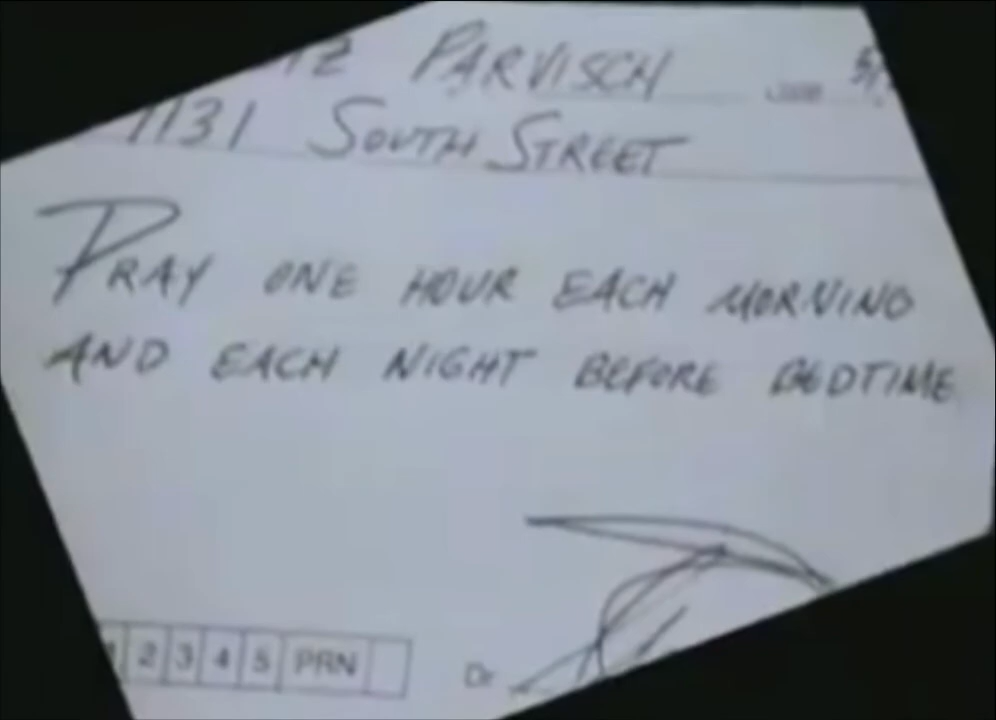 PARVISCH
1131 SOUTH STREET
PRAY ONE HOUR EACH MORNING
AND EACH NIGHT BEFORE BEDTIME
2 3 4 5 PRN
Dr